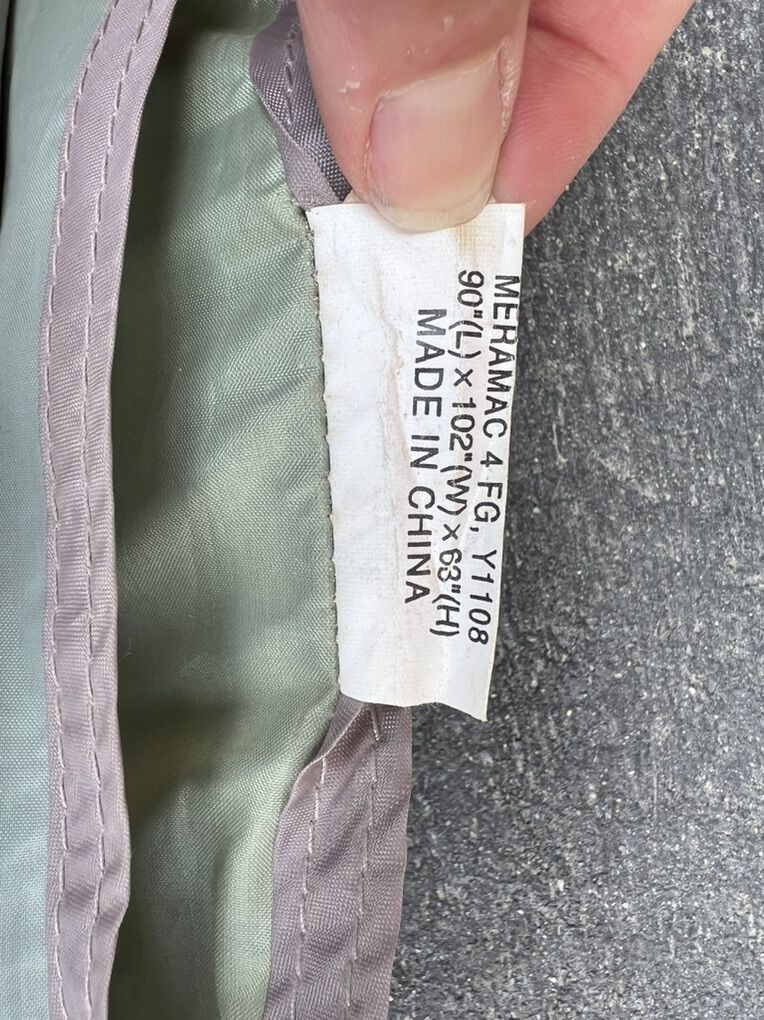 MERAMAC 4 FG, Y1108
90"(L) x 102"(W) x 63"(H)
MADE IN CHINA